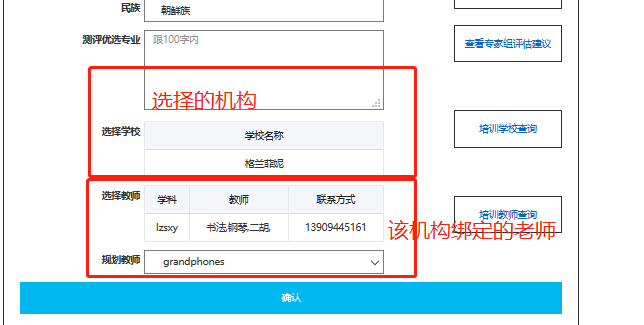 民族 朝鲜族
测评优选专业 限100字内
查看专家组评估建议
选择的机构
选择学校 学校名称
培训学校查询
格兰菲妮
选择教师 学科 教师 联系方式
培训教师查询
lzsxy 书法,钢琴,二胡, 13909445161
该机构绑定的老师
规划教师 grandphones
确认